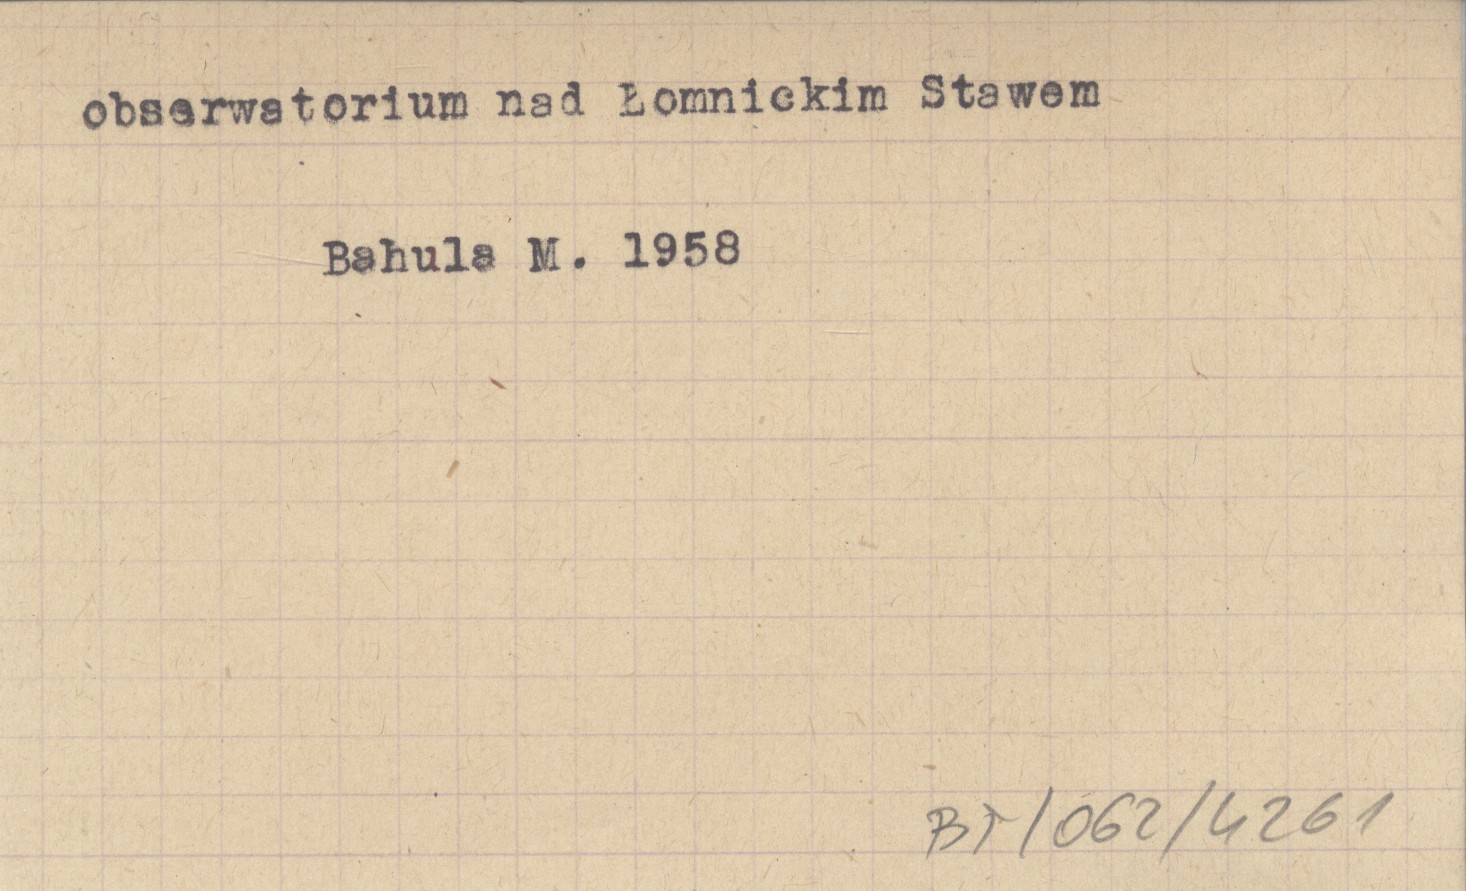 obserwatorium nad Łomnickim Stawem
Bahula M. 1958
BT/062/4261